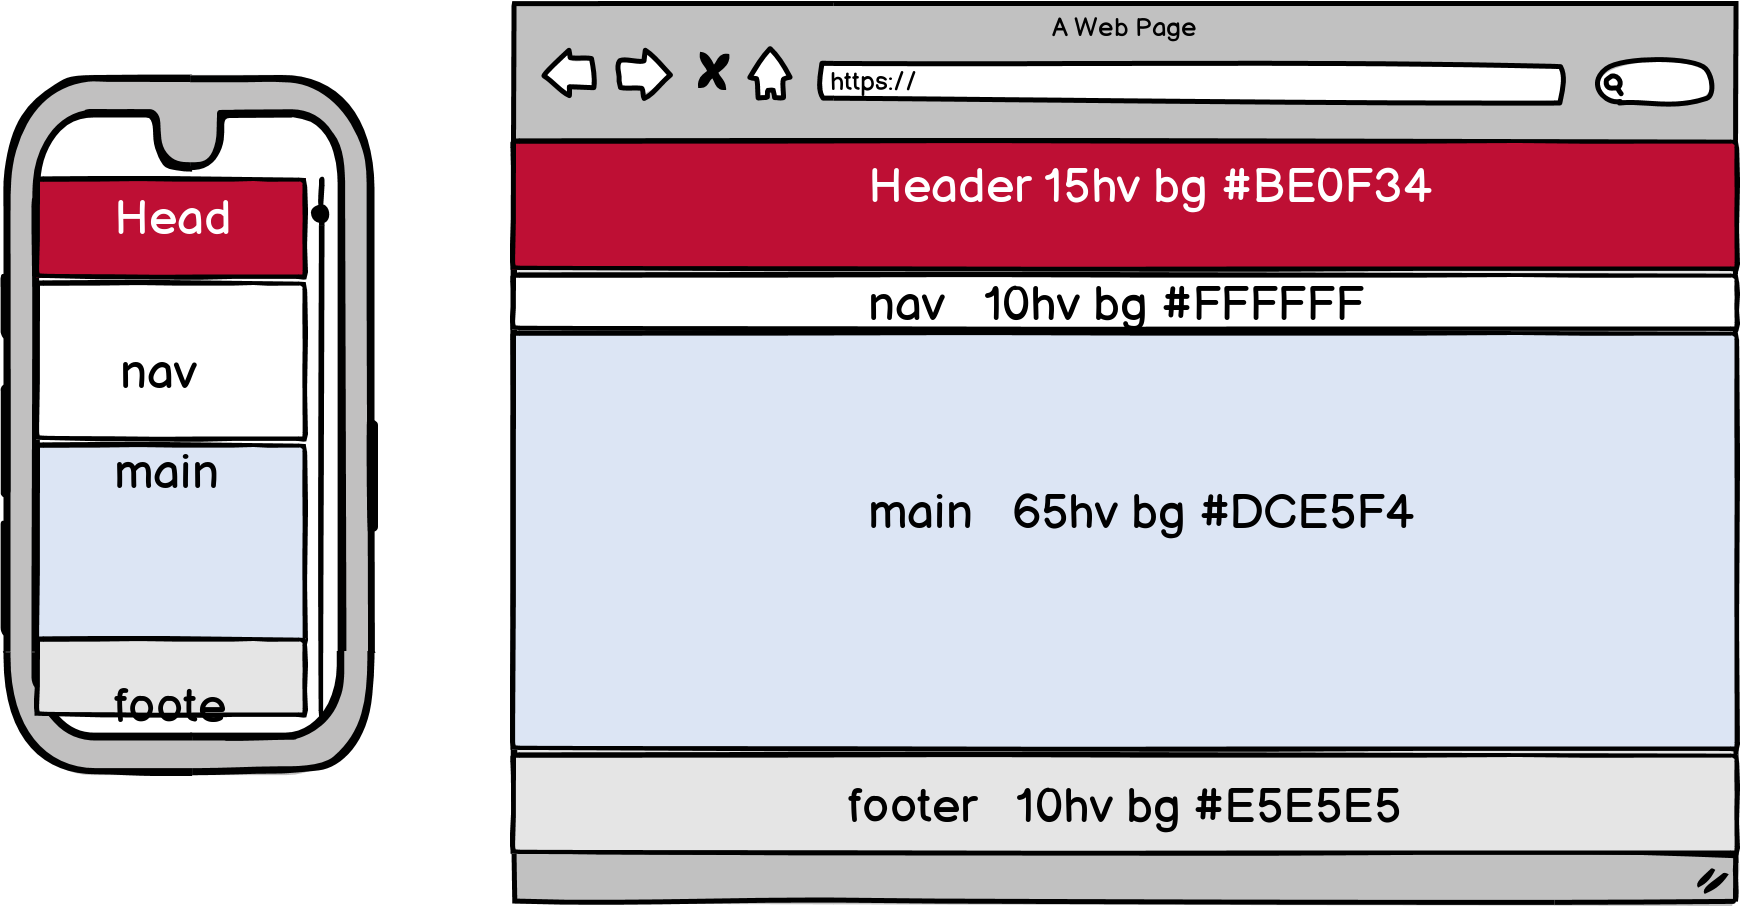 Head
nav
main
foote
A Web Page
https://
Header 15hv bg #BE0F34
nav 10hv bg #FFFFFF
main 65hv bg #DCE5F4
footer 10hv bg #E5E5E5